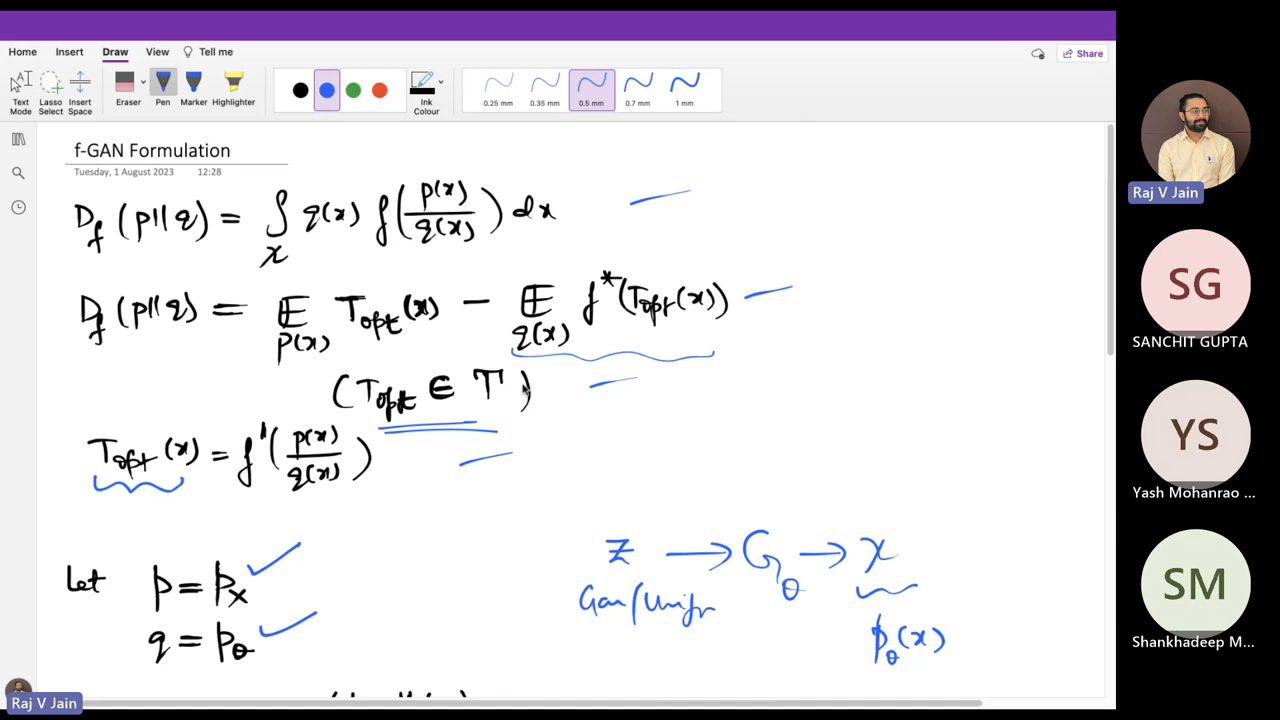 Home Insert Draw View Tell me Share
Text Mode Lasso Select Insert Space Eraser Pen Marker Highlighter Ink Colour 0.25 mm 0.35 mm 0.5 mm 0.7 mm 1 mm
f-GAN Formulation
Tuesday, 1 August 2023 12:28
D_f (p||q) = ∫_X q(x) f(p(x)/q(x)) dx
D_f (p||q) = 𝔼_p(x) T_opt(x) - 𝔼_q(x) f*(T_opt(x))
(T_opt ∈ T)
T_opt(x) = f'(p(x)/q(x))
Let p = p_x
q = p_θ
z → G_θ → x
p_θ(x)
Raj V Jain
SG
SANCHIT GUPTA
YS
Yash Mohanrao ...
SM
Shankhadeep M...
Raj V Jain